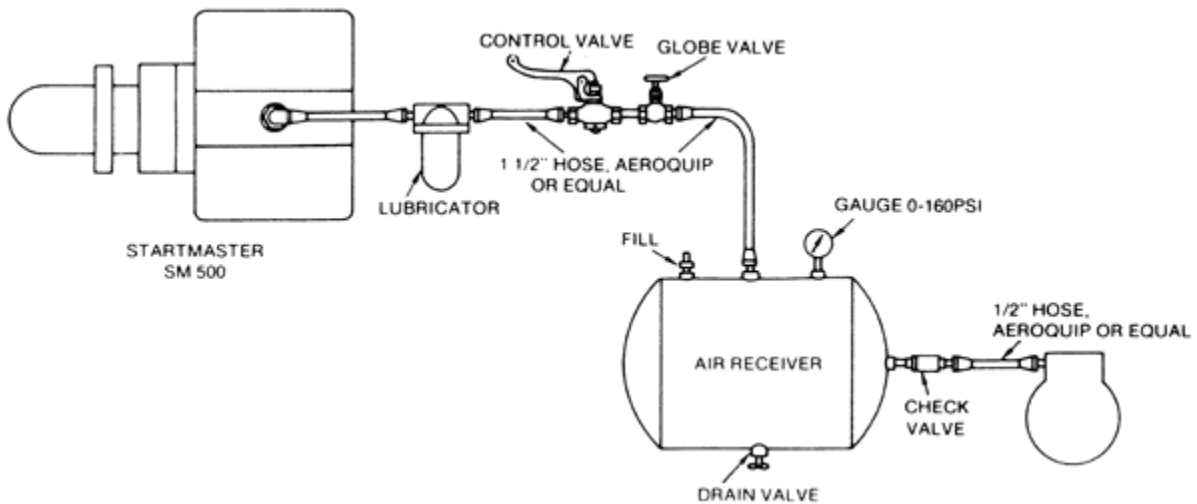 CONTROL VALVE
GLOBE VALVE
1 1/2" HOSE, AEROQUIP
OR EQUAL
LUBRICATOR
STARTMASTER
SM 500
GAUGE 0-160PSI
FILL
1/2" HOSE,
AEROQUIP OR EQUAL
AIR RECEIVER
CHECK
VALVE
DRAIN VALVE